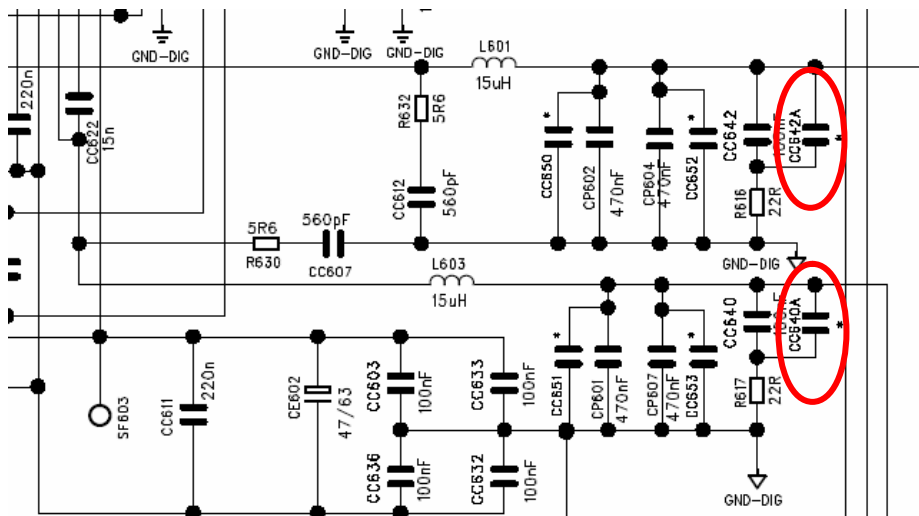 GND-DIG
GND-DIG
GND-DIG
L601
15uH
220n
CC622
15n
R632
5R6
CC612
560pF
*
CC650
CP602
470nF
CP604
470nF
*
CC652
CC642
100nF
CC642A
*
R616
22R
5R6
R630
560pF
CC607
GND-DIG
L603
15uH
*
CC651
CP601
470nF
CP607
470nF
*
CC653
CC640
100nF
CC640A
*
R617
22R
SF603
CC611
220n
CE602
47/63
CC603
100nF
CC633
100nF
CC636
100nF
CC632
100nF
GND-DIG